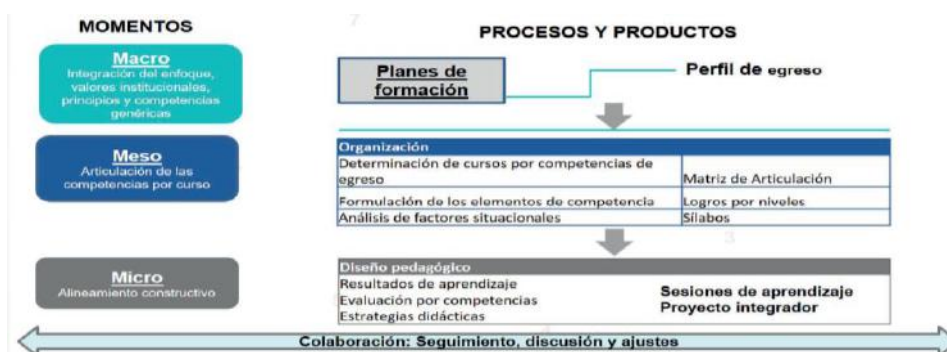 MOMENTOS
PROCESOS Y PRODUCTOS
Macro
Integración del enfoque,
valores institucionales,
principios y competencias
genéricas
Planes de
formación
Perfil de egreso
Meso
Articulación de las
competencias por curso
Organización
Determinación de cursos por competencias de
egreso
Matriz de Articulación
Formulación de los elementos de competencia
Logros por niveles
Análisis de factores situacionales
Sílabos
Micro
Alineamiento constructivo
Diseño pedagógico
Resultados de aprendizaje
Evaluación por competencias
Estrategias didácticas
Sesiones de aprendizaje
Proyecto integrador
Colaboración: Seguimiento, discusión y ajustes